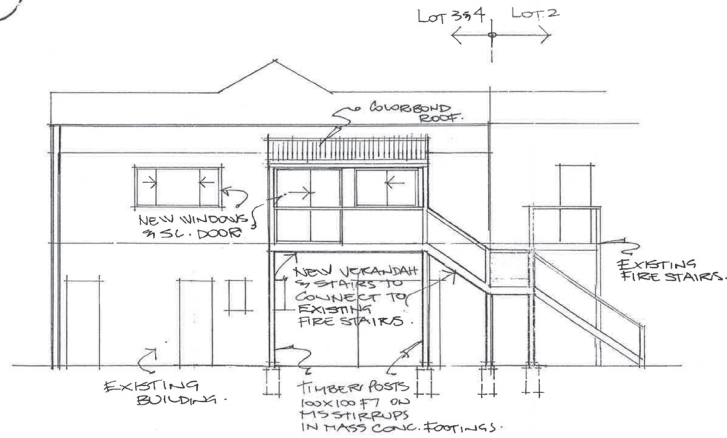 LOT 3&4 LOT 2
COLORBOND
ROOF.
NEW WINDOWS
& SL. DOOR
NEW VERANDAH
& STAIRS TO
CONNECT TO
EXISTING
FIRE STAIRS.
EXISTING
FIRE STAIRS.
EXISTING
BUILDING.
TIMBER POSTS
100X100 F7 ON
MS STIRRUPS
IN MASS CONC. FOOTINGS.